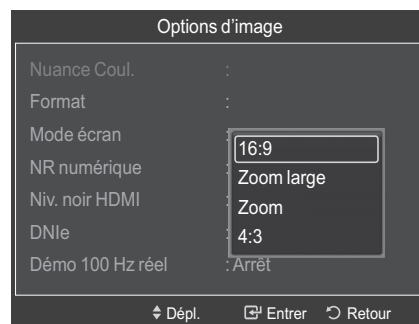 Options d'image
Nuance Coul. :
Format :
Mode écran :
16:9
NR numérique :
Zoom large
Niv. noir HDMI :
Zoom
DNIe :
4:3
Démo 100 Hz réel : Arrêt
Dépl. Entrer Retour